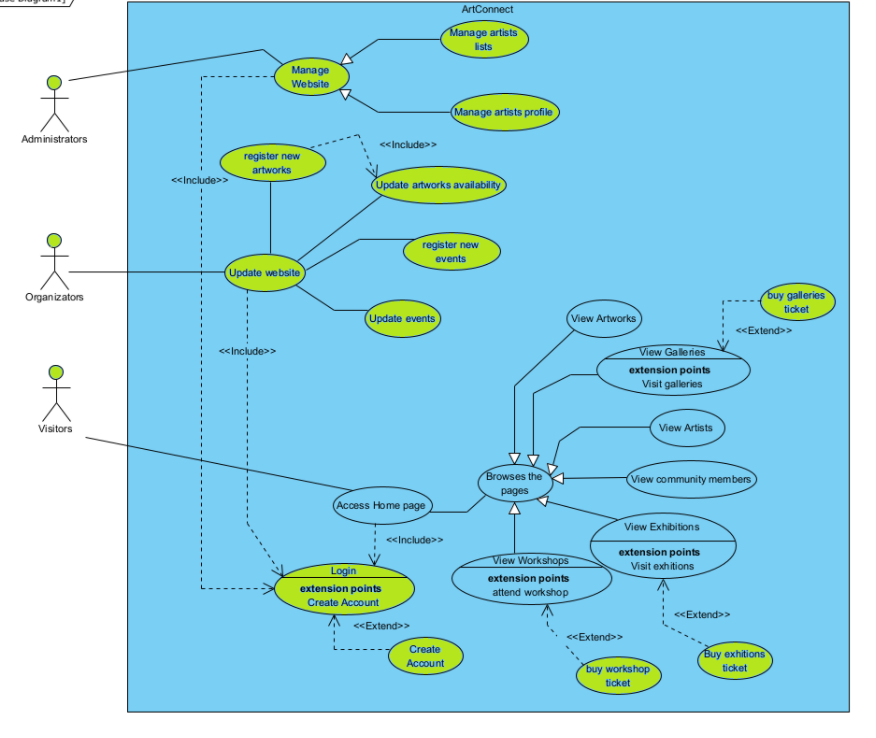 ArtConnect
Manage artists
lists
Manage
Website
Manage artists profile
Administrators
<<Include>>
register new
artworks
<<Include>>
Update artworks availability
register new
events
Organizators
Update website
Update events
buy galleries
ticket
<<Extend>>
View Artworks
View Galleries
extension points
Visit galleries
<<Include>>
Visitors
View Artists
Browses the
pages
View community members
Access Home page
View Exhibitions
extension points
Visit exhitions
<<Include>>
View Workshops
extension points
attend workshop
Login
extension points
Create Account
<<Extend>>
Create
Account
<<Extend>>
buy workshop
ticket
<<Extend>>
Buy exhitions
ticket